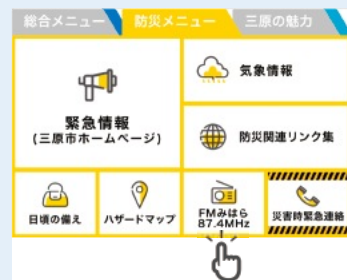 総合メニュー
防災メニュー
三原の魅力
緊急情報
(三原市ホームページ)
気象情報
防災関連リンク集
日頃の備え
ハザードマップ
FMみはら
87.4MHz
災害時緊急連絡